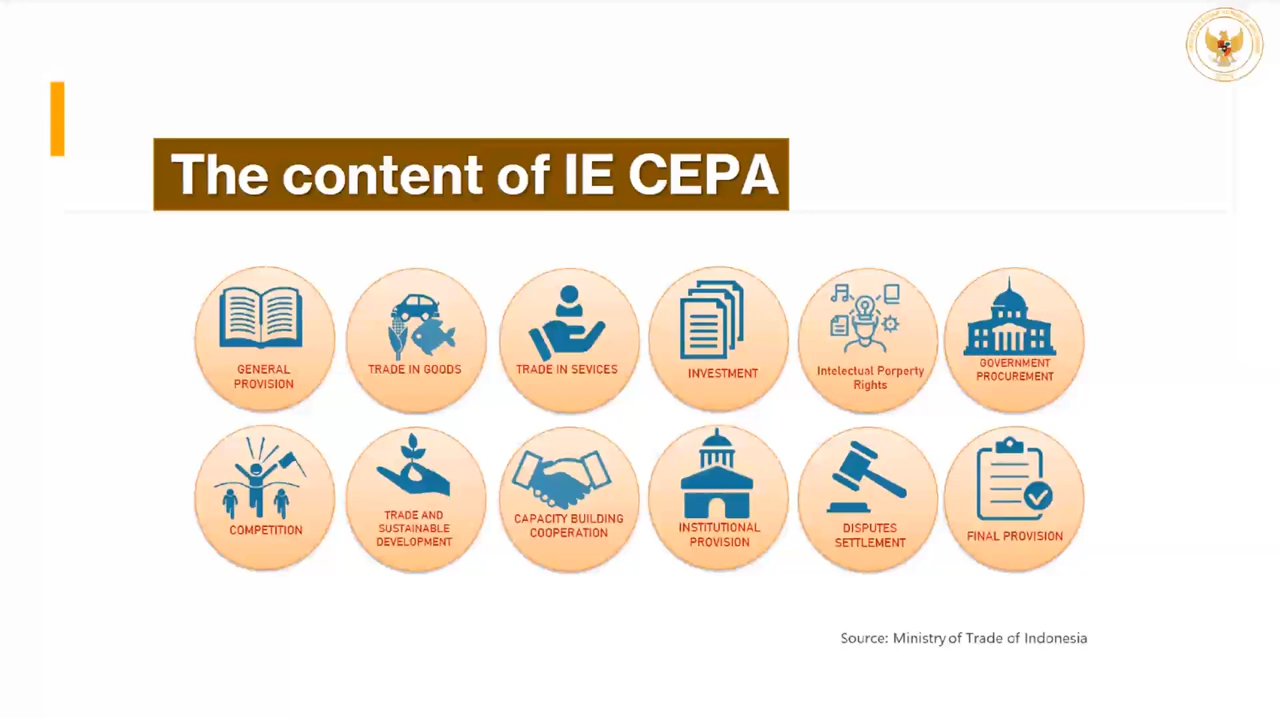 The content of IE CEPA
GENERAL
PROVISION
TRADE IN GOODS
TRADE IN SEVICES
INVESTMENT
Intelectual Porperty
Rights
GOVERNMENT
PROCUREMENT
COMPETITION
TRADE AND
SUSTAINABLE
DEVELOPMENT
CAPACITY BUILDING
COOPERATION
INSTITUTIONAL
PROVISION
DISPUTES
SETTLEMENT
FINAL PROVISION
Source: Ministry of Trade of Indonesia